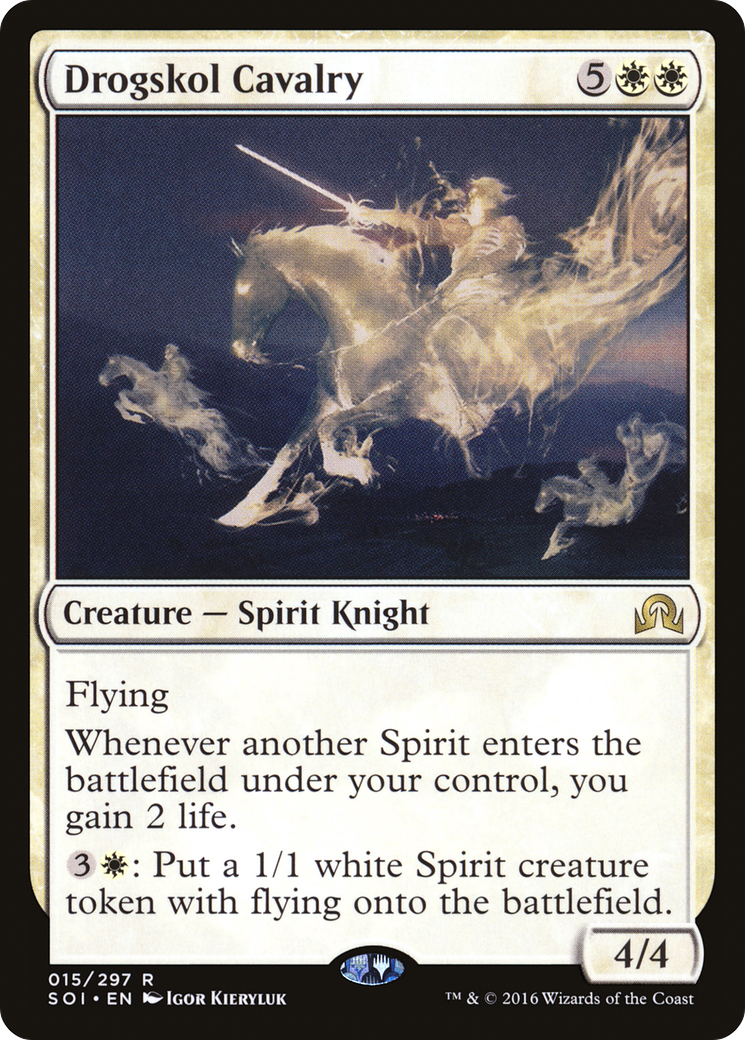 Drogskol Cavalry 5
Creature — Spirit Knight
Flying
Whenever another Spirit enters the
battlefield under your control, you
gain 2 life.
3 : Put a 1/1 white Spirit creature
token with flying onto the battlefield.
4/4
015/297 R
SOI • EN Igor Kieryluk
™ & © 2016 Wizards of the Coast